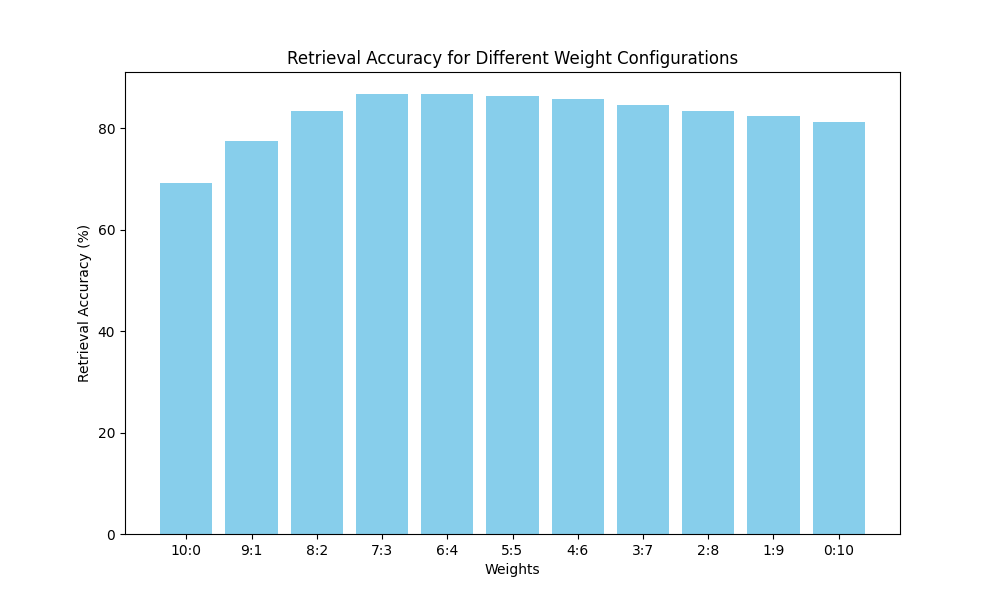 Retrieval Accuracy for Different Weight Configurations
Retrieval Accuracy (%)
80
60
40
20
0
10:0 9:1 8:2 7:3 6:4 5:5 4:6 3:7 2:8 1:9 0:10
Weights